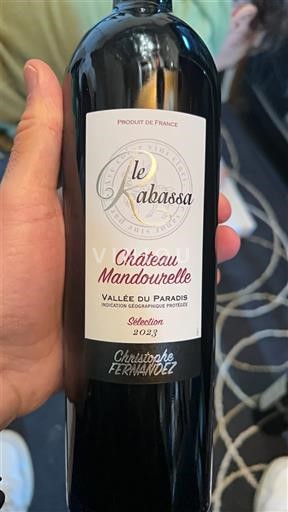 PRODUIT DE FRANCE
le
Rabassa
Château
Mandourelle
VALLÉE DU PARADIS
INDICATION GÉOGRAPHIQUE PROTÉGÉE
Sélection
2023
Christophe
FERNANDEZ